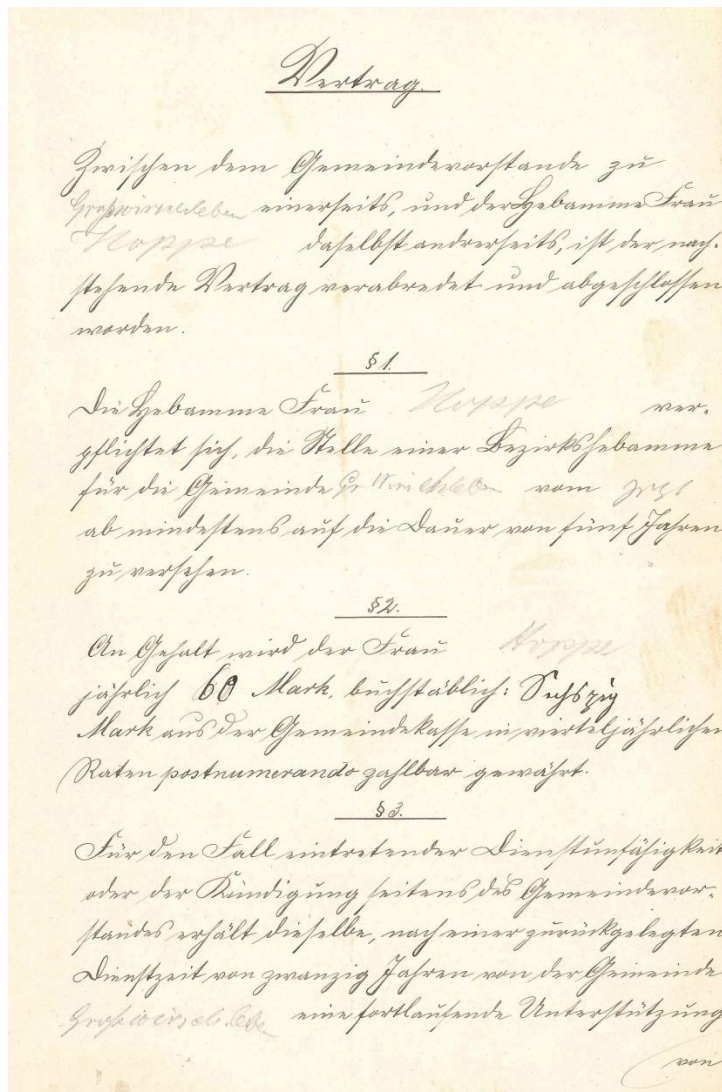 Vertrag.
Zwischen dem Gemeindevorstande zu
Großwirschleben einerseits, und der Hebamme Frau
Hoppe daselbst andrerseits, ist der nach-
stehende Vertrag verabredet und abgeschlossen
worden.
§ 1.
Die Hebamme Frau Hoppe ver-
pflichtet sich, die Stelle einer Bezirkshebamme
für die Gemeinde Gr Wirschleben vom
ab mindestens auf die Dauer von fünf Jahren
zu versehen.
§ 2.
An Gehalt wird der Frau Hoppe
jährlich 60 Mark, buchstäblich: Sechszig
Mark aus der Gemeindekasse in vierteljährlichen
Raten postnumerando zahlbar gewährt.
§ 3.
Für den Fall eintretender Dienstunfähigkeit
oder der Kündigung seitens des Gemeindevor-
standes erhält dieselbe, nach einer zurückgelegten
Dienstzeit von zwanzig Jahren von der Gemeinde
Großwirschleben eine fortlaufende Unterstützung
von